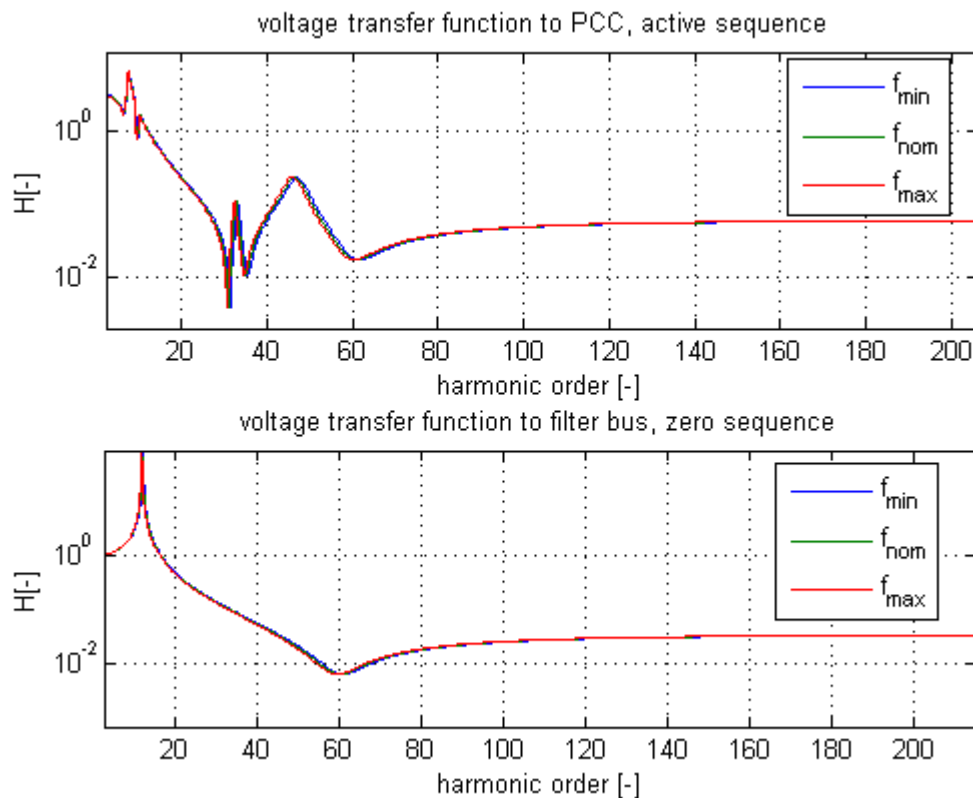 voltage transfer function to PCC, active sequence
H[-]
10^0
10^-2
20 40 60 80 100 120 140 160 180 200
harmonic order [-]
f_min
f_nom
f_max
voltage transfer function to filter bus, zero sequence
H[-]
10^0
10^-2
20 40 60 80 100 120 140 160 180 200
harmonic order [-]
f_min
f_nom
f_max